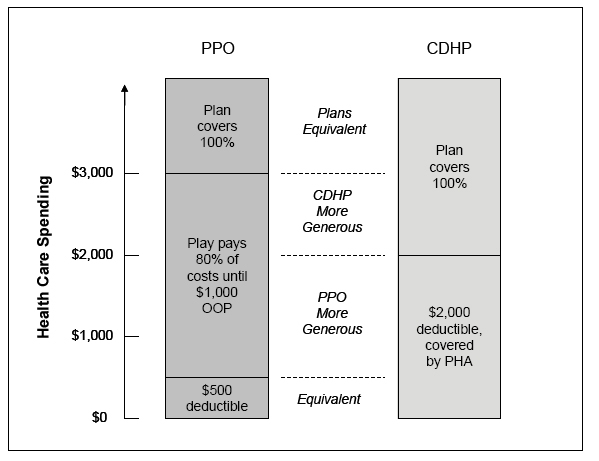 PPO
CDHP
Health Care Spending
$3,000
$2,000
$1,000
$0
Plan
covers
100%
Play pays
80% of
costs until
$1,000
OOP
$500
deductible
Plans
Equivalent
CDHP
More
Generous
PPO
More
Generous
Equivalent
Plan
covers
100%
$2,000
deductible,
covered
by PHA